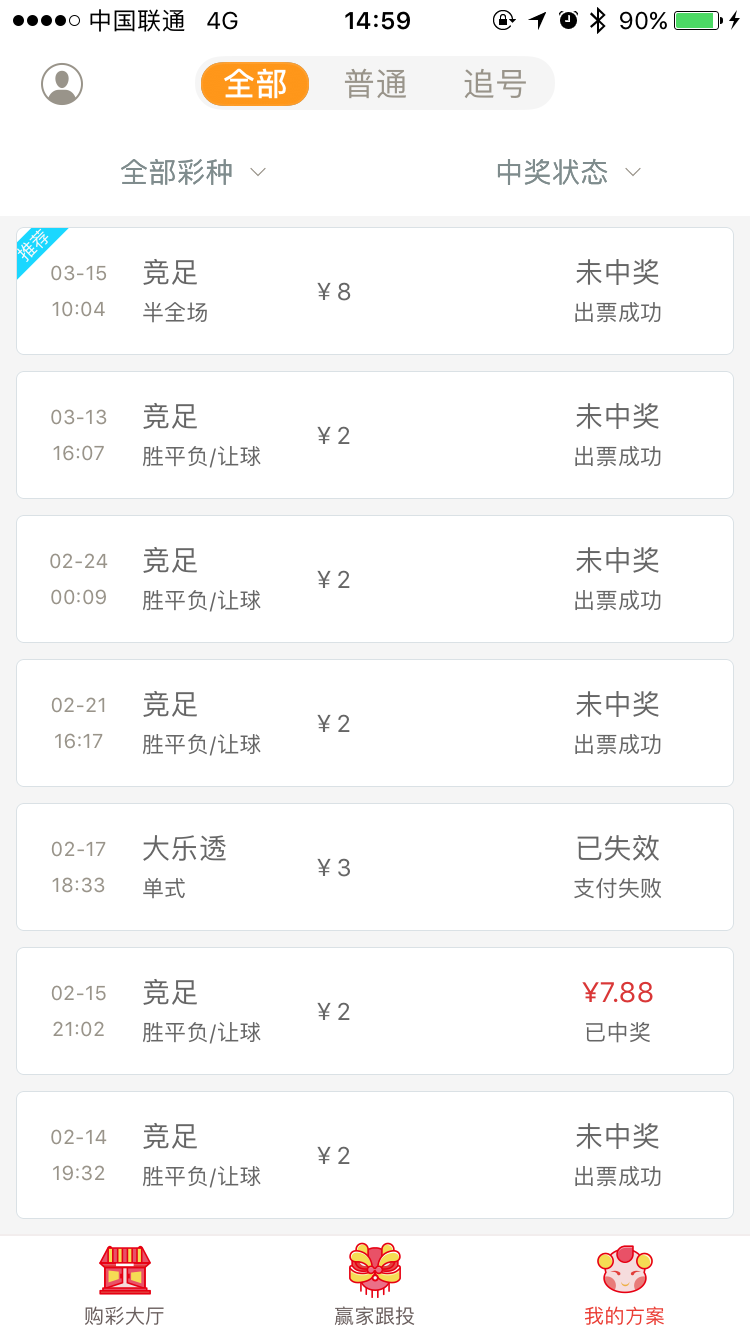 中国联通 4G 14:59 90%
全部 普通 追号
全部彩种 中奖状态
推荐
03-15 竞足 ¥8 未中奖
10:04 半全场 出票成功
03-13 竞足 ¥2 未中奖
16:07 胜平负/让球 出票成功
02-24 竞足 ¥2 未中奖
00:09 胜平负/让球 出票成功
02-21 竞足 ¥2 未中奖
16:17 胜平负/让球 出票成功
02-17 大乐透 ¥3 已失效
18:33 单式 支付失败
02-15 竞足 ¥2 ¥7.88
21:02 胜平负/让球 已中奖
02-14 竞足 ¥2 未中奖
19:32 胜平负/让球 出票成功
购彩大厅 赢家跟投 我的方案